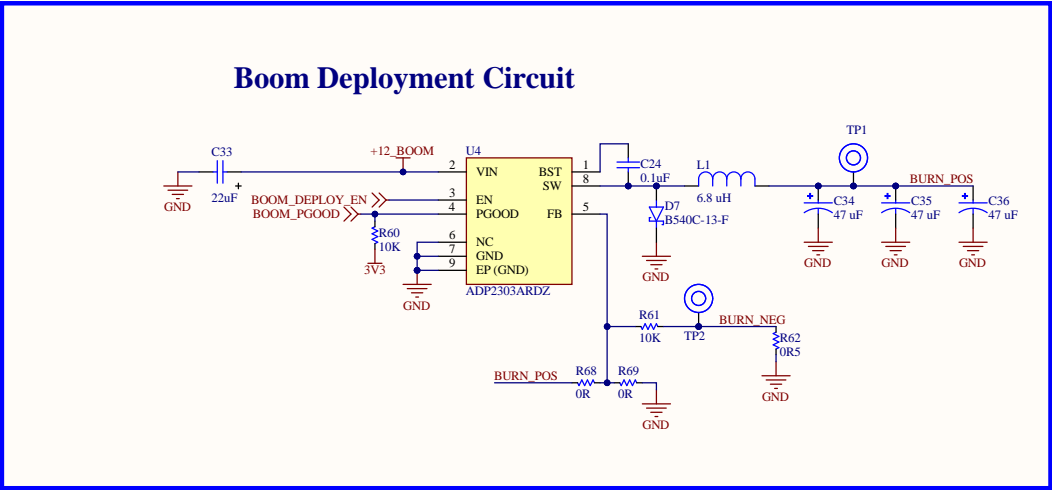 Boom Deployment Circuit
TP1
C33
+12_BOOM
U4
22uF
+
GND
2
VIN
BST
1
C24
0.1uF
L1
6.8 uH
BURN_POS
SW
8
BOOM_DEPLOY_EN
3
EN
BOOM_PGOOD
4
PGOOD
FB
5
D7
B540C-13-F
+
C34
47 uF
+
C35
47 uF
+
C36
47 uF
R60
10K
3V3
6
NC
7
GND
9
EP (GND)
GND
GND
GND
GND
GND
ADP2303ARDZ
R61
10K
TP2
BURN_NEG
R62
0R5
GND
BURN_POS
R68
0R
R69
0R
GND